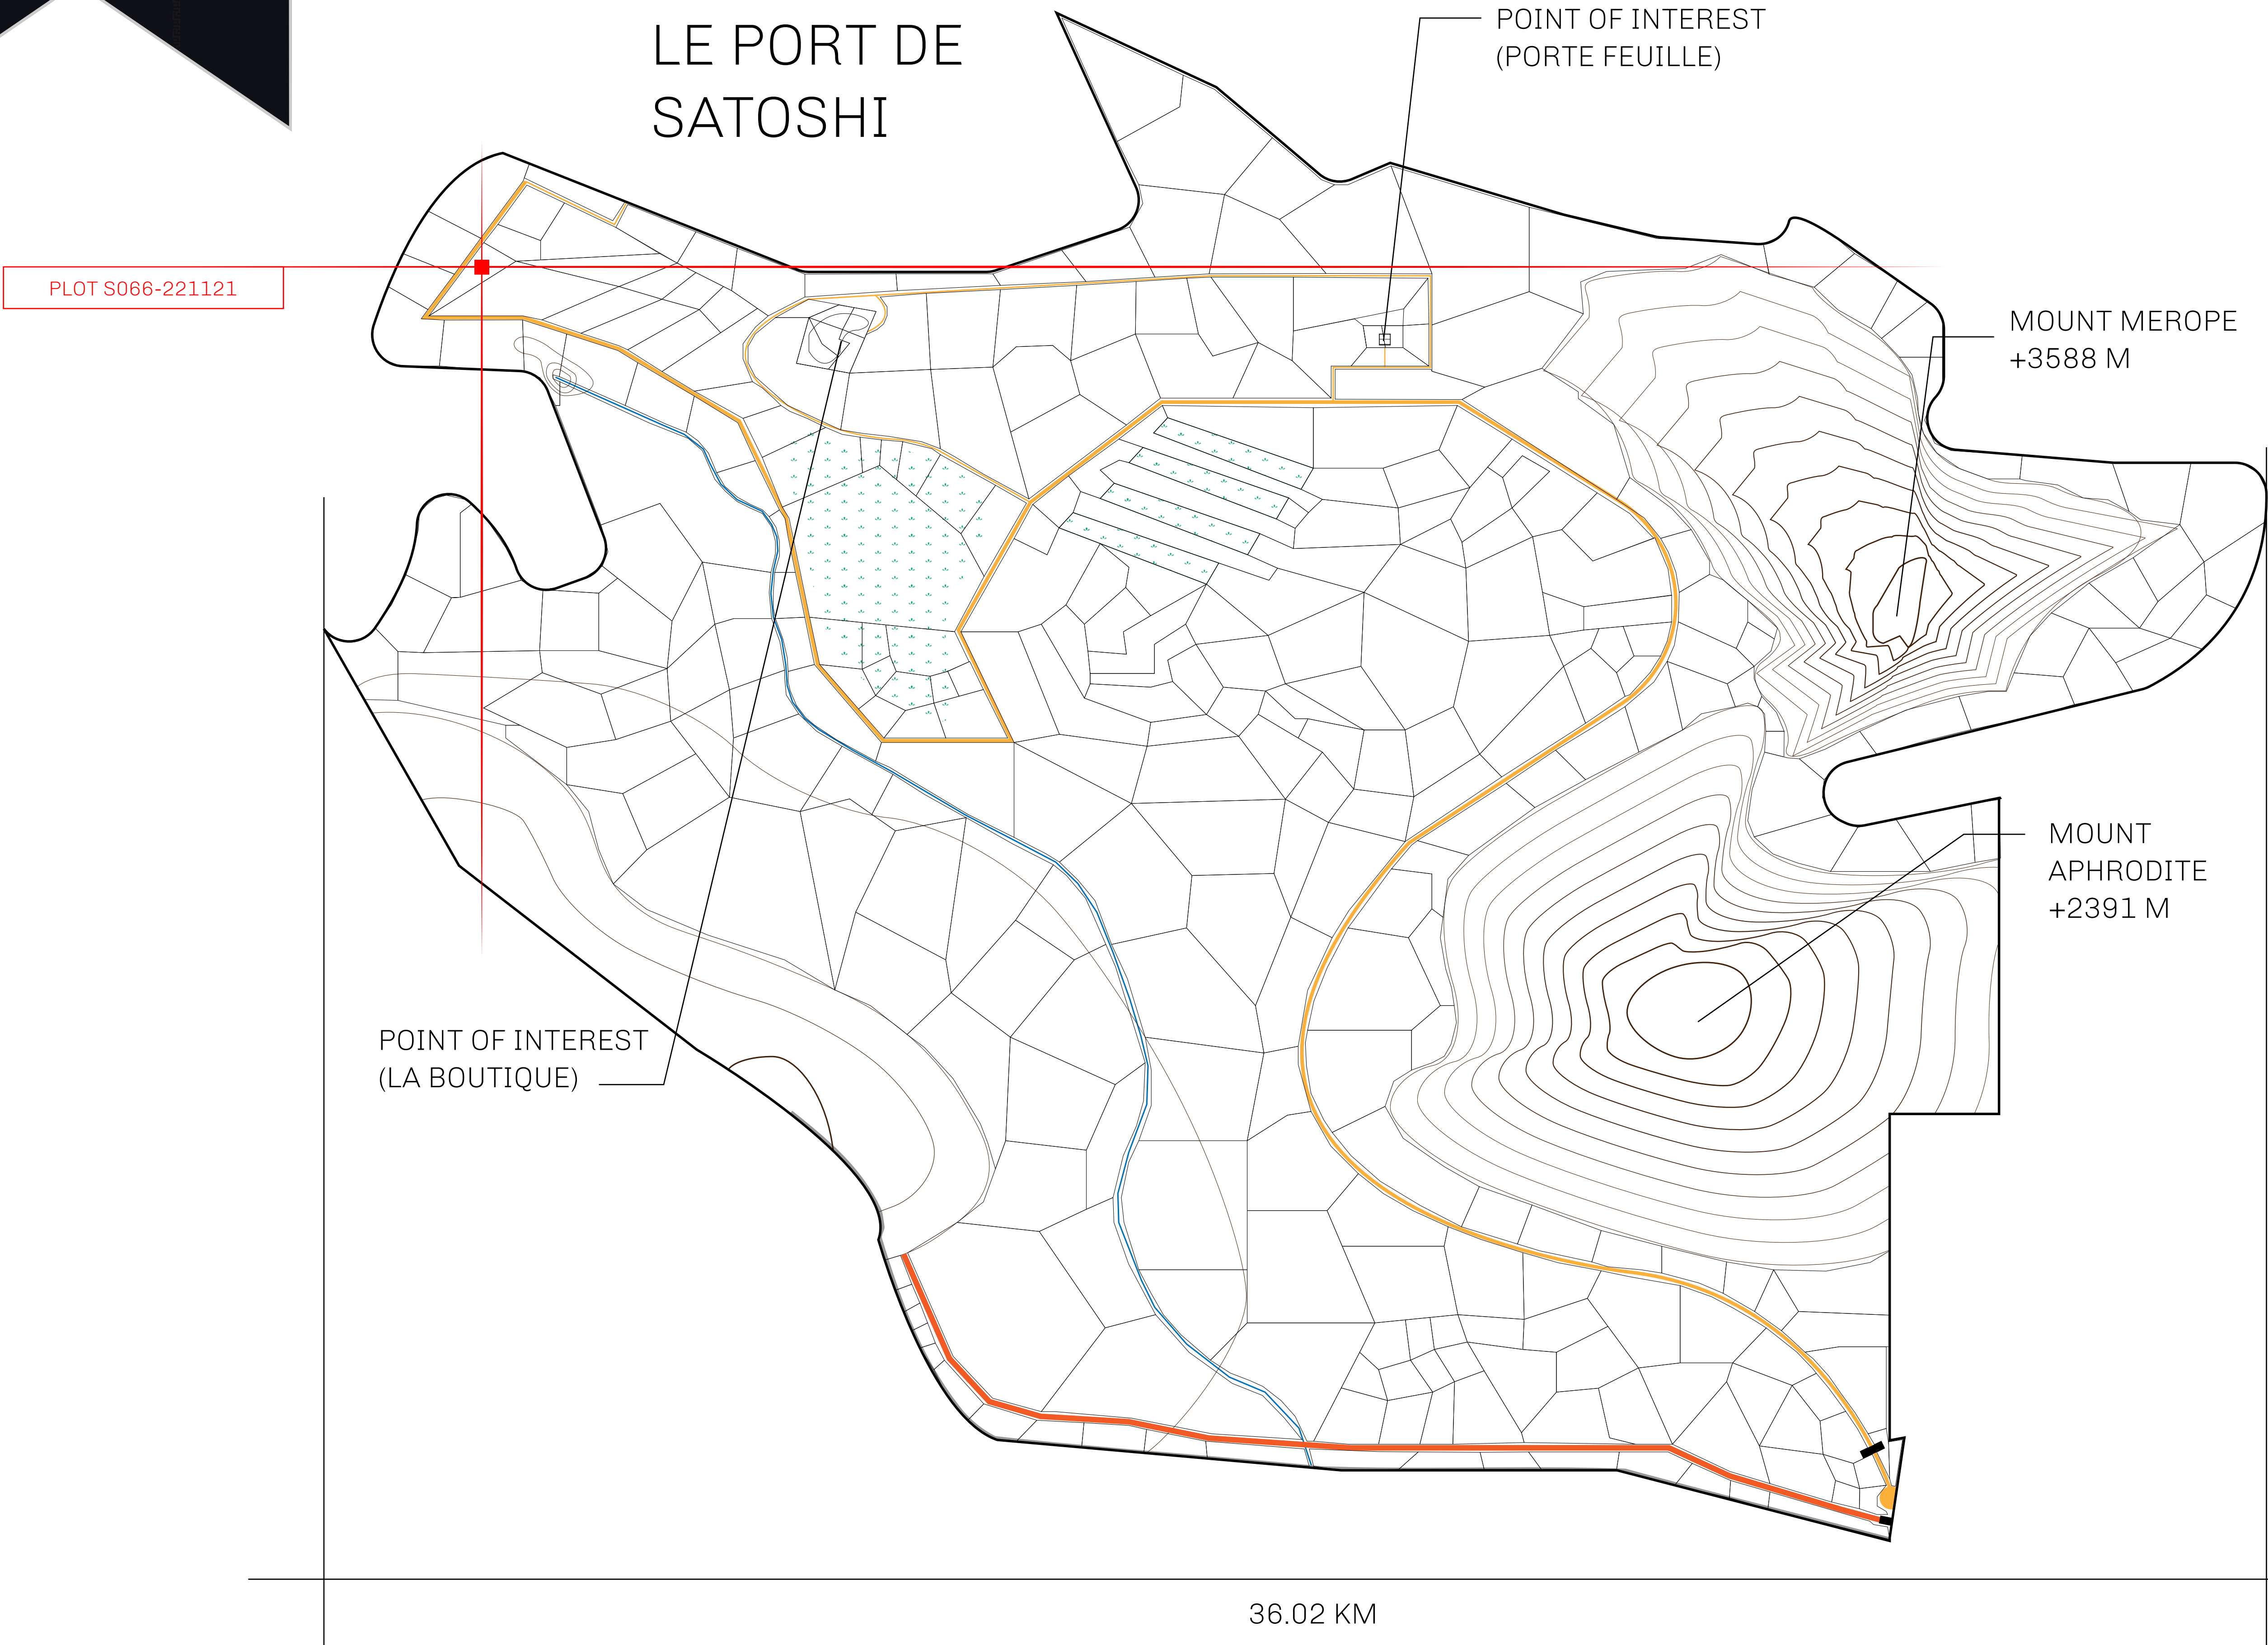 LE PORT DE
SATOSHI
POINT OF INTEREST
(PORTE FEUILLE)
PLOT S066-221121
MOUNT MEROPE
+3588 M
MOUNT
APHRODITE
+2391 M
POINT OF INTEREST
(LA BOUTIQUE)
36.02 KM